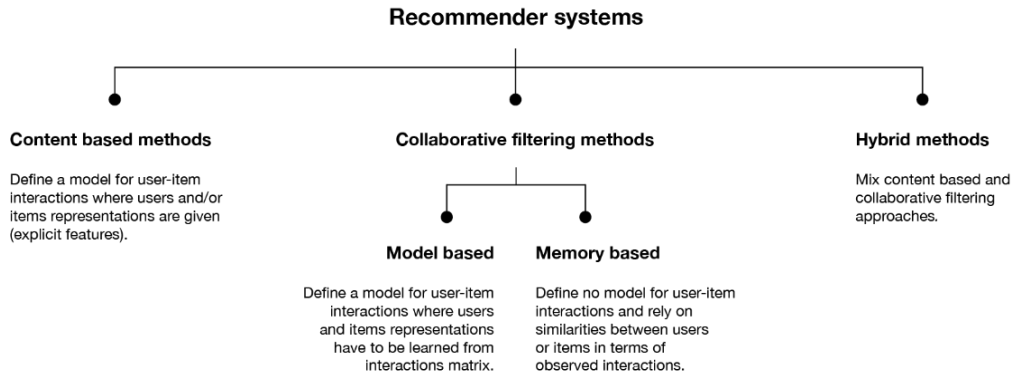 Recommender systems
Content based methods
Define a model for user-item
interactions where users and/or
items representations are given
(explicit features).
Collaborative filtering methods
Model based
Define a model for user-item
interactions where users
and items representations
have to be learned from
interactions matrix.
Memory based
Define no model for user-item
interactions and rely on
similarities between users
or items in terms of
observed interactions.
Hybrid methods
Mix content based and
collaborative filtering
approaches.